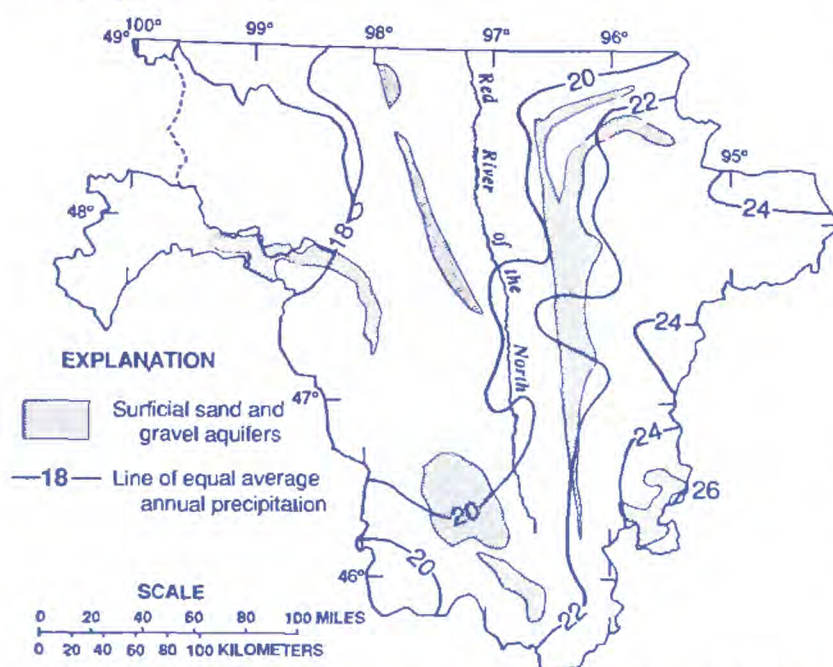 100°
49°
99°
98°
97°
96°
20
22
95°
24
Red River of the North
48°
18
24
EXPLANATION
Surficial sand and
gravel aquifers
47°
24
26
—18— Line of equal average
annual precipitation
20
20
46°
22
SCALE
0 20 40 60 80 100 MILES
0 20 40 60 80 100 KILOMETERS